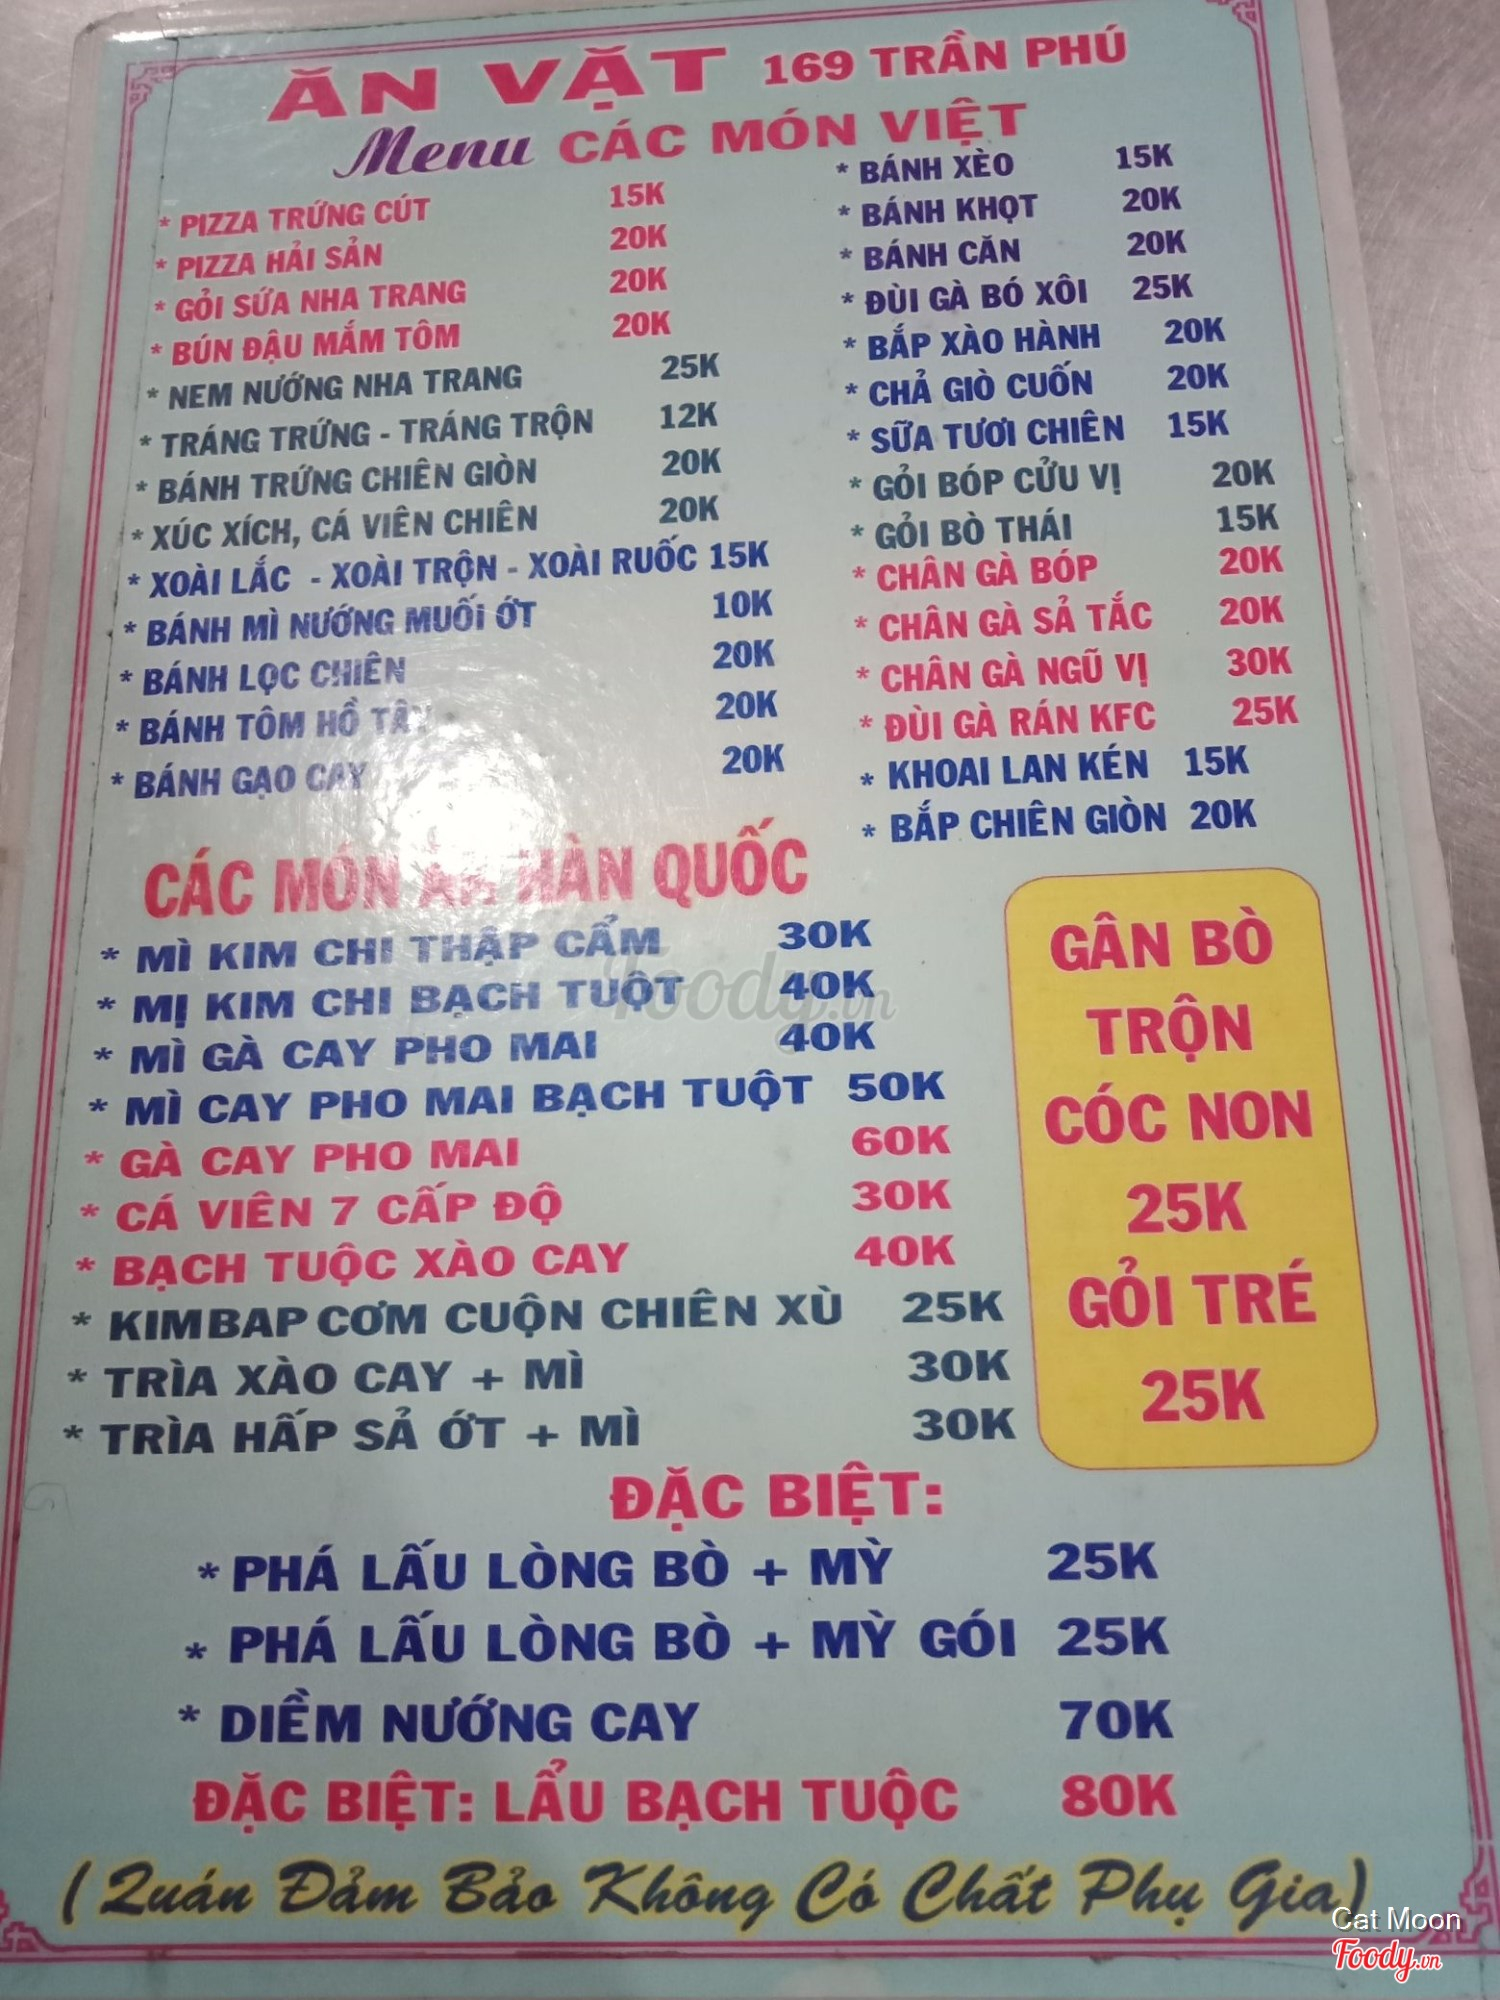 ĂN VẶT 169 TRẦN PHÚ
Menu CÁC MÓN VIỆT
* PIZZA TRỨNG CÚT 15K
* PIZZA HẢI SẢN 20K
* GỎI SỨA NHA TRANG 20K
* BÚN ĐẬU MẮM TÔM 20K
* NEM NƯỚNG NHA TRANG 25K
* TRÁNG TRỨNG - TRÁNG TRỘN 12K
* BÁNH TRỨNG CHIÊN GIÒN 20K
* XÚC XÍCH, CÁ VIÊN CHIÊN 20K
* XOÀI LẮC - XOÀI TRỘN - XOÀI RUỐC 15K
* BÁNH MÌ NƯỚNG MUỐI ỚT 10K
* BÁNH LỌC CHIÊN 20K
* BÁNH TÔM HỒ TÂY 20K
* BÁNH GẠO CAY 20K
* BÁNH XÈO 15K
* BÁNH KHỌT 20K
* BÁNH CĂN 20K
* ĐÙI GÀ BÓ XÔI 25K
* BẮP XÀO HÀNH 20K
* CHẢ GIÒ CUỐN 20K
* SỮA TƯƠI CHIÊN 15K
* GỎI BÓP CỬU VỊ 20K
* GỎI BÒ THÁI 15K
* CHÂN GÀ BÓP 20K
* CHÂN GÀ SẢ TẮC 20K
* CHÂN GÀ NGŨ VỊ 30K
* ĐÙI GÀ RÁN KFC 25K
* KHOAI LAN KÉN 15K
* BẮP CHIÊN GIÒN 20K
CÁC MÓN HÀN QUỐC
* MÌ KIM CHI THẬP CẨM 30K
* MỊ KIM CHI BẠCH TUỘT 40K
* MÌ GÀ CAY PHO MAI 40K
* MÌ CAY PHO MAI BẠCH TUỘT 50K
* GÀ CAY PHO MAI 60K
* CÁ VIÊN 7 CẤP ĐỘ 30K
* BẠCH TUỘC XÀO CAY 40K
* KIMBAP CƠM CUỘN CHIÊN XÙ 25K
* TRÌA XÀO CAY + MÌ 30K
* TRÌA HẤP SẢ ỚT + MÌ 30K
GÂN BÒ
TRỘN
CÓC NON
25K
GỎI TRÉ
25K
ĐẶC BIỆT:
* PHÁ LẤU LÒNG BÒ + MỲ 25K
* PHÁ LẤU LÒNG BÒ + MỲ GÓI 25K
* DIỀM NƯỚNG CAY 70K
ĐẶC BIỆT: LẨU BẠCH TUỘC 80K
(Quán Đảm Bảo Không Có Chất Phụ Gia)
Foody.vn
Cat Moon
Foody.vn